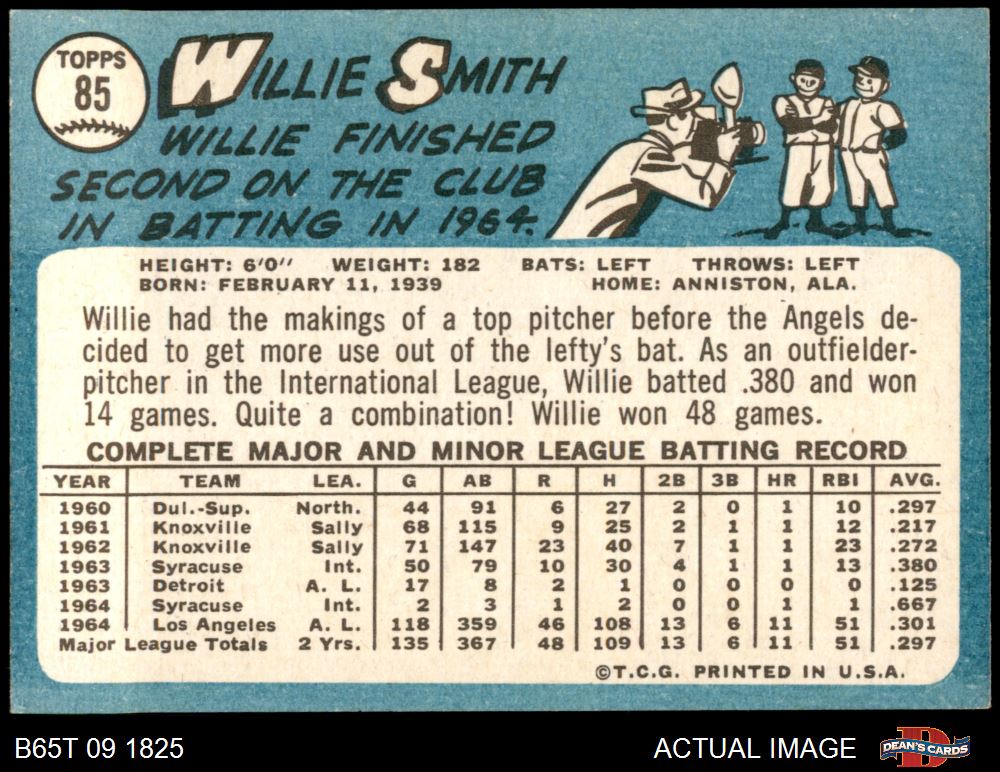 TOPPS
85
WILLIE SMITH
WILLIE FINISHED
SECOND ON THE CLUB
IN BATTING IN 1964.
HEIGHT: 6'0" WEIGHT: 182 BATS: LEFT THROWS: LEFT
BORN: FEBRUARY 11, 1939 HOME: ANNISTON, ALA.
Willie had the makings of a top pitcher before the Angels de-
cided to get more use out of the lefty's bat. As an outfielder-
pitcher in the International League, Willie batted .380 and won
14 games. Quite a combination! Willie won 48 games.
COMPLETE MAJOR AND MINOR LEAGUE BATTING RECORD
YEAR TEAM LEA. G AB R H 2B 3B HR RBI AVG.
1960 Dul.-Sup. North. 44 91 6 27 2 0 1 10 .297
1961 Knoxville Sally 68 115 9 25 2 1 1 12 .217
1962 Knoxville Sally 71 147 23 40 7 1 1 23 .272
1963 Syracuse Int. 50 79 10 30 4 1 1 13 .380
1963 Detroit A. L. 17 8 2 1 0 0 0 0 .125
1964 Syracuse Int. 2 3 1 2 0 0 1 1 .667
1964 Los Angeles A. L. 118 359 46 108 13 6 11 51 .301
Major League Totals 2 Yrs. 135 367 48 109 13 6 11 51 .297
©T.C.G. PRINTED IN U.S.A.
B65T 09 1825 ACTUAL IMAGE DEAN'S CARDS